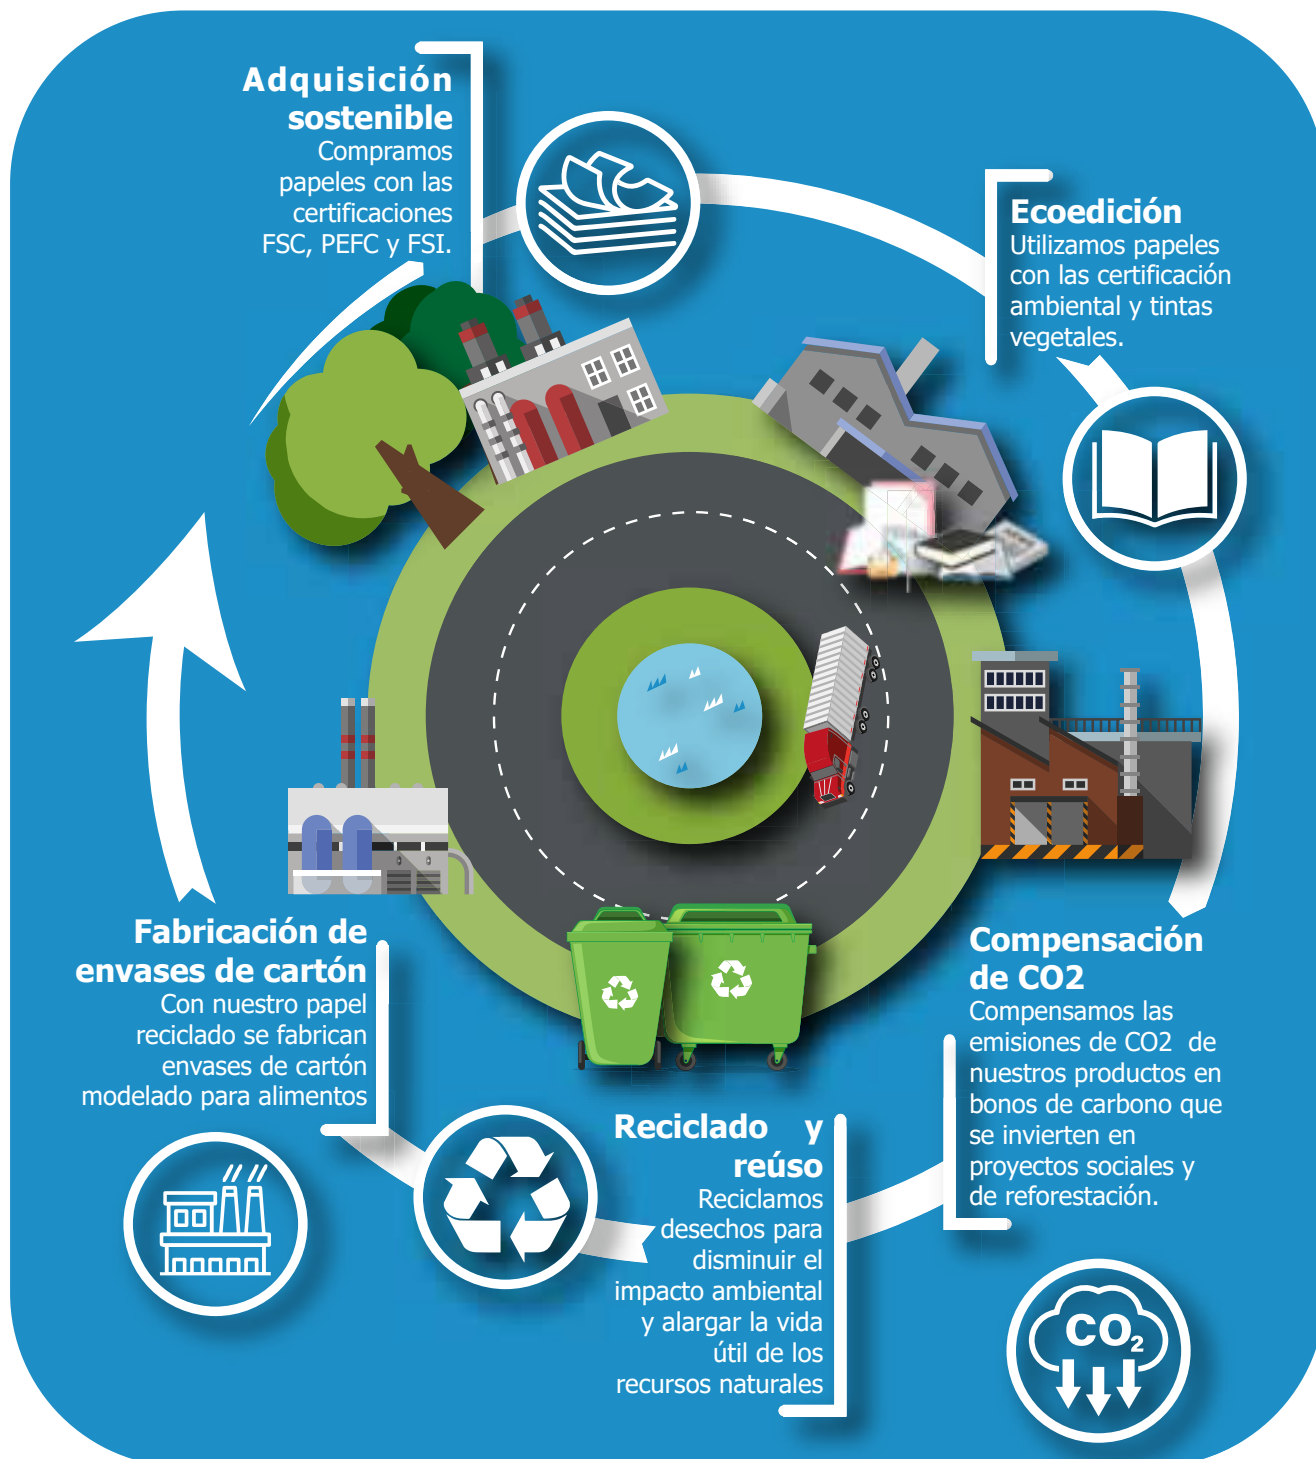 Adquisición
sostenible
Compramos
papeles con las
certificaciones
FSC, PEFC y FSI.
Ecoedición
Utilizamos papeles
con las certificación
ambiental y tintas
vegetales.
Compensación
de CO2
Compensamos las
emisiones de CO2 de
nuestros productos en
bonos de carbono que
se invierten en
proyectos sociales y
de reforestación.
CO₂
Reciclado y
reúso
Reciclamos
desechos para
disminuir el
impacto ambiental
y alargar la vida
útil de los
recursos naturales
Fabricación de
envases de cartón
Con nuestro papel
reciclado se fabrican
envases de cartón
modelado para alimentos